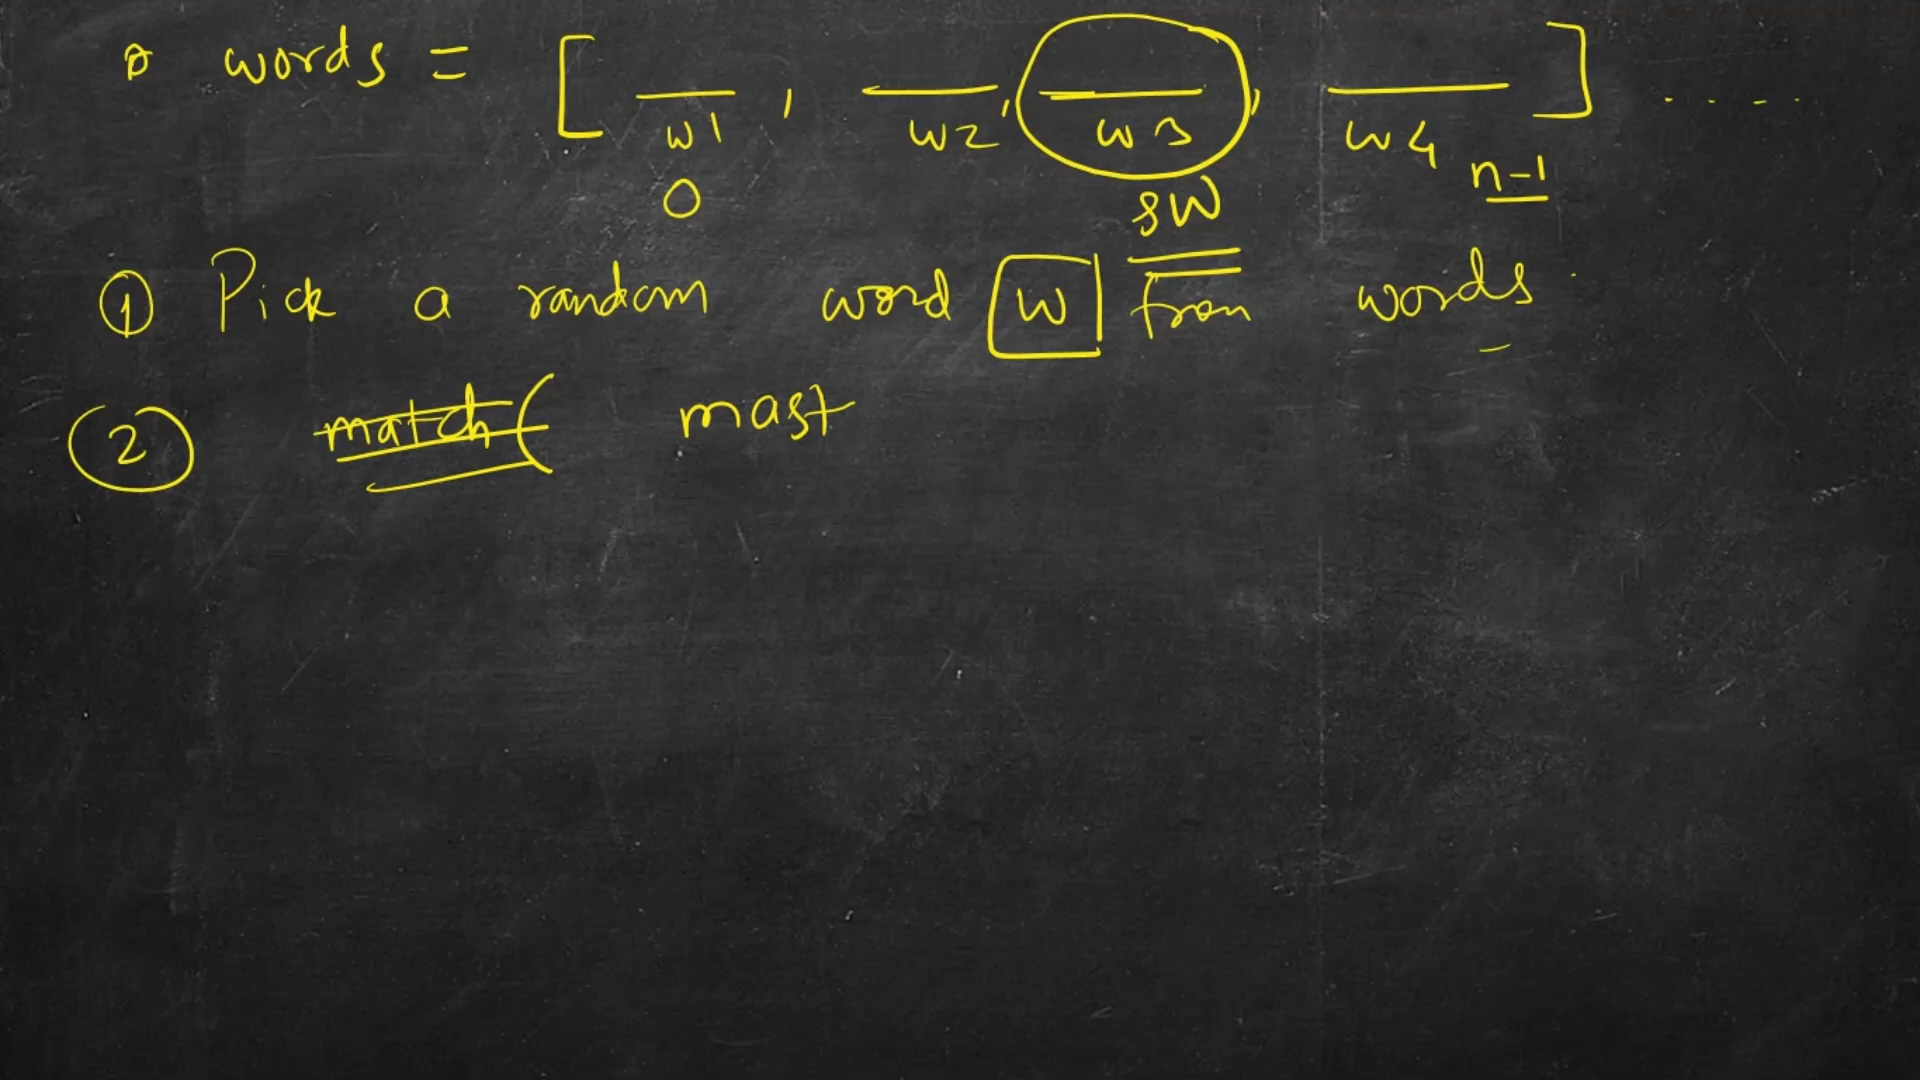 words = [ w1, w2, w3, w4 ] .....
0 sw n-1
① Pick a random word w from words.
② match( mast